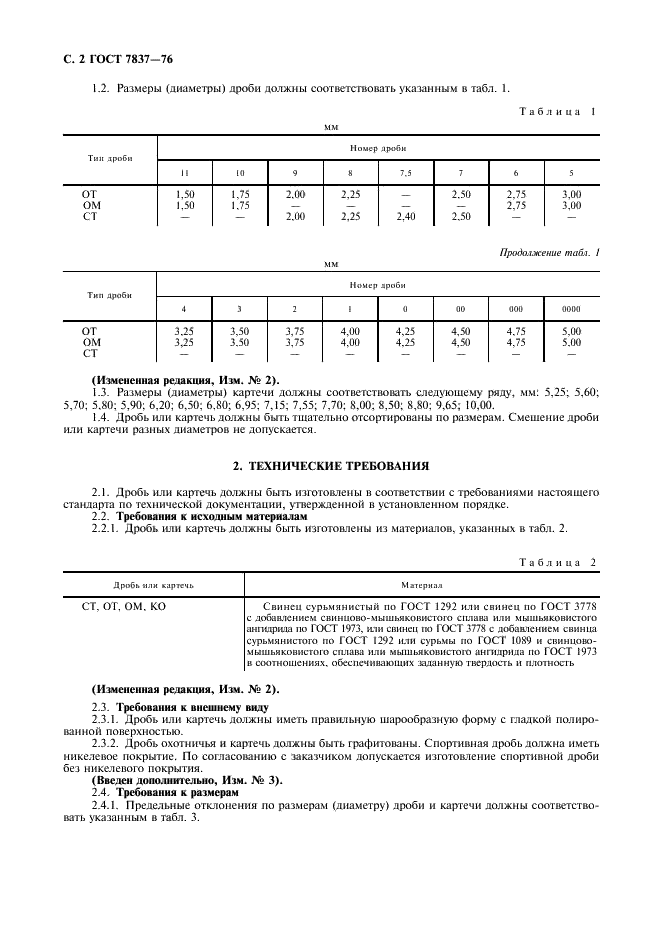 С. 2 ГОСТ 7837—76
1.2. Размеры (диаметры) дроби должны соответствовать указанным в табл. 1.
Таблица 1
мм
Тип дроби
Номер дроби
11 10 9 8 7,5 7 6 5
ОТ 1,50 1,75 2,00 2,25 — 2,50 2,75 3,00
ОМ 1,50 1,75 — — — — 2,75 3,00
СТ — — 2,00 2,25 2,40 2,50 — —
Продолжение табл. 1
мм
Тип дроби
Номер дроби
4 3 2 1 0 00 000 0000
ОТ 3,25 3,50 3,75 4,00 4,25 4,50 4,75 5,00
ОМ 3,25 3,50 3,75 4,00 4,25 4,50 4,75 5,00
СТ — — — — — — — —
(Измененная редакция, Изм. № 2).
1.3. Размеры (диаметры) картечи должны соответствовать следующему ряду, мм: 5,25; 5,60;
5,70; 5,80; 5,90; 6,20; 6,50; 6,80; 6,95; 7,15; 7,55; 7,70; 8,00; 8,50; 8,80; 9,65; 10,00.
1.4. Дробь или картечь должны быть тщательно отсортированы по размерам. Смешение дроби
или картечи разных диаметров не допускается.
2. ТЕХНИЧЕСКИЕ ТРЕБОВАНИЯ
2.1. Дробь или картечь должны быть изготовлены в соответствии с требованиями настоящего
стандарта по технической документации, утвержденной в установленном порядке.
2.2. Требования к исходным материалам
2.2.1. Дробь или картечь должны быть изготовлены из материалов, указанных в табл. 2.
Таблица 2
Дробь или картечь Материал
СТ, ОТ, ОМ, КО Свинец сурьмянистый по ГОСТ 1292 или свинец по ГОСТ 3778
с добавлением свинцово-мышьяковистого сплава или мышьяковистого
ангидрида по ГОСТ 1973, или свинец по ГОСТ 3778 с добавлением свинца
сурьмянистого по ГОСТ 1292 или сурьмы по ГОСТ 1089 и свинцово-
мышьяковистого сплава или мышьяковистого ангидрида по ГОСТ 1973
в соотношениях, обеспечивающих заданную твердость и плотность
(Измененная редакция, Изм. № 2).
2.3. Требования к внешнему виду
2.3.1. Дробь или картечь должны иметь правильную шарообразную форму с гладкой полиро-
ванной поверхностью.
2.3.2. Дробь охотничья и картечь должны быть графитованы. Спортивная дробь должна иметь
никелевое покрытие. По согласованию с заказчиком допускается изготовление спортивной дроби
без никелевого покрытия.
(Введен дополнительно, Изм. № 3).
2.4. Требования к размерам
2.4.1. Предельные отклонения по размерам (диаметру) дроби и картечи должны соответство-
вать указанным в табл. 3.